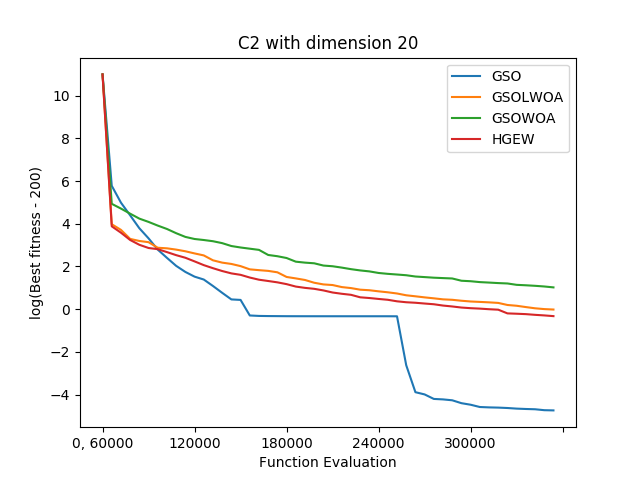 C2 with dimension 20
GSO
GSOLWOA
GSOWOA
HGEW
log(Best fitness - 200)
10
8
6
4
2
0
−2
−4
0, 60000 120000 180000 240000 300000
Function Evaluation